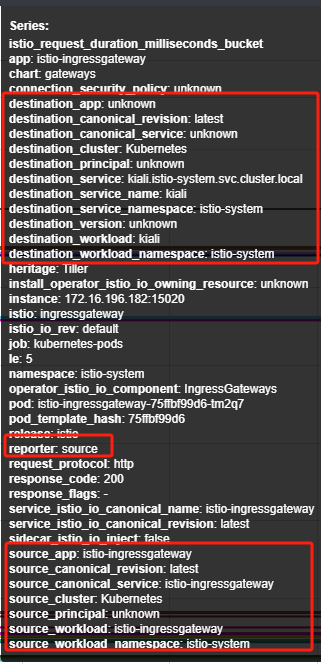 Series:
istio_request_duration_milliseconds_bucket
app: istio-ingressgateway
chart: gateways
connection_security_policy: unknown
destination_app: unknown
destination_canonical_revision: latest
destination_canonical_service: unknown
destination_cluster: Kubernetes
destination_principal: unknown
destination_service: kiali.istio-system.svc.cluster.local
destination_service_name: kiali
destination_service_namespace: istio-system
destination_version: unknown
destination_workload: kiali
destination_workload_namespace: istio-system
heritage: Tiller
install_operator_istio_io_owning_resource: unknown
instance: 172.16.196.182:15020
istio: ingressgateway
istio_io_rev: default
job: kubernetes-pods
le: 5
namespace: istio-system
operator_istio_io_component: IngressGateways
pod: istio-ingressgateway-75ffbf99d6-tm2q7
pod_template_hash: 75ffbf99d6
release: istio
reporter: source
request_protocol: http
response_code: 200
response_flags: -
service_istio_io_canonical_name: istio-ingressgateway
service_istio_io_canonical_revision: latest
sidecar_istio_io_inject: false
source_app: istio-ingressgateway
source_canonical_revision: latest
source_canonical_service: istio-ingressgateway
source_cluster: Kubernetes
source_principal: unknown
source_workload: istio-ingressgateway
source_workload_namespace: istio-system